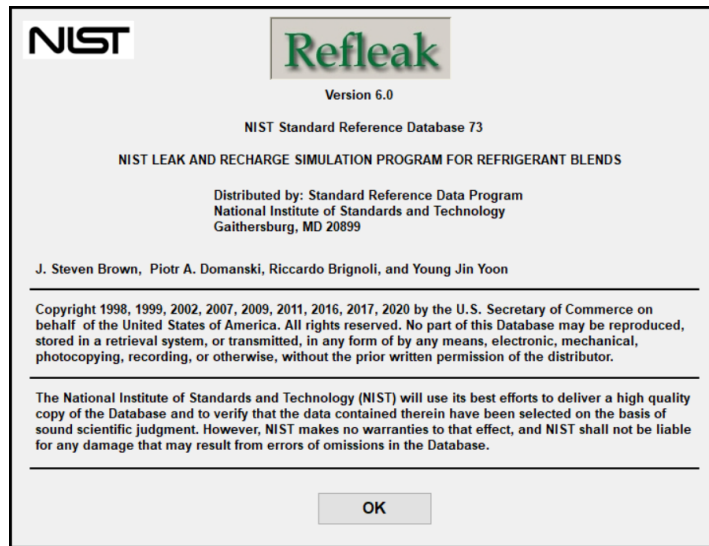 NIST
Refleak
Version 6.0
NIST Standard Reference Database 73
NIST LEAK AND RECHARGE SIMULATION PROGRAM FOR REFRIGERANT BLENDS
Distributed by: Standard Reference Data Program
National Institute of Standards and Technology
Gaithersburg, MD 20899
J. Steven Brown, Piotr A. Domanski, Riccardo Brignoli, and Young Jin Yoon
Copyright 1998, 1999, 2002, 2007, 2009, 2011, 2016, 2017, 2020 by the U.S. Secretary of Commerce on
behalf of the United States of America. All rights reserved. No part of this Database may be reproduced,
stored in a retrieval system, or transmitted, in any form of by any means, electronic, mechanical,
photocopying, recording, or otherwise, without the prior written permission of the distributor.
The National Institute of Standards and Technology (NIST) will use its best efforts to deliver a high quality
copy of the Database and to verify that the data contained therein have been selected on the basis of
sound scientific judgment. However, NIST makes no warranties to that effect, and NIST shall not be liable
for any damage that may result from errors of omissions in the Database.
OK